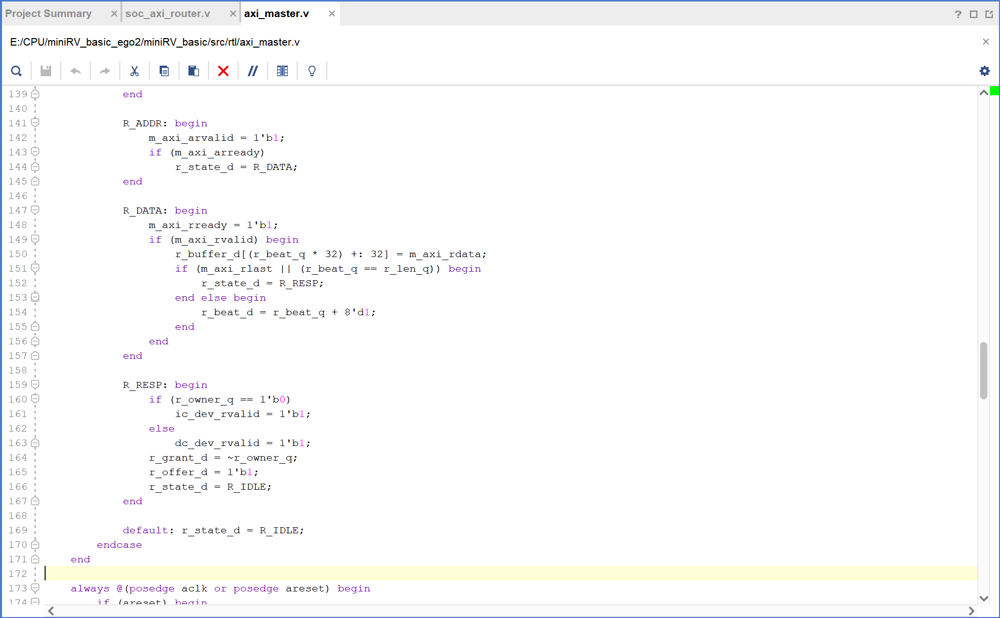 Project Summary × soc_axi_router.v × axi_master.v × ?
E:/CPU/miniRV_basic_ego2/miniRV_basic/src/rtl/axi_master.v ×
//
139 end
140
141 R_ADDR: begin
142 m_axi_arvalid = 1'b1;
143 if (m_axi_arready)
144 r_state_d = R_DATA;
145 end
146
147 R_DATA: begin
148 m_axi_rready = 1'b1;
149 if (m_axi_rvalid) begin
150 r_buffer_d[(r_beat_q * 32) +: 32] = m_axi_rdata;
151 if (m_axi_rlast || (r_beat_q == r_len_q)) begin
152 r_state_d = R_RESP;
153 end else begin
154 r_beat_d = r_beat_q + 8'd1;
155 end
156 end
157 end
158
159 R_RESP: begin
160 if (r_owner_q == 1'b0)
161 ic_dev_rvalid = 1'b1;
162 else
163 dc_dev_rvalid = 1'b1;
164 r_grant_d = ~r_owner_q;
165 r_offer_d = 1'b1;
166 r_state_d = R_IDLE;
167 end
168
169 default: r_state_d = R_IDLE;
170 endcase
171 end
172
173 always @(posedge aclk or posedge areset) begin
174 if (areset) begin